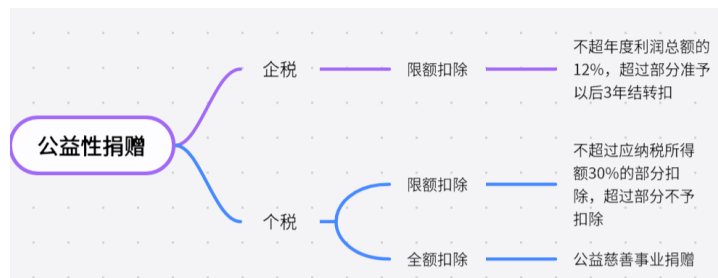 公益性捐赠
企税
限额扣除
不超年度利润总额的
12%，超过部分准予
以后3年结转扣
个税
限额扣除
不超过应纳税所得
额30%的部分扣
除，超过部分不予
扣除
全额扣除
公益慈善事业捐赠